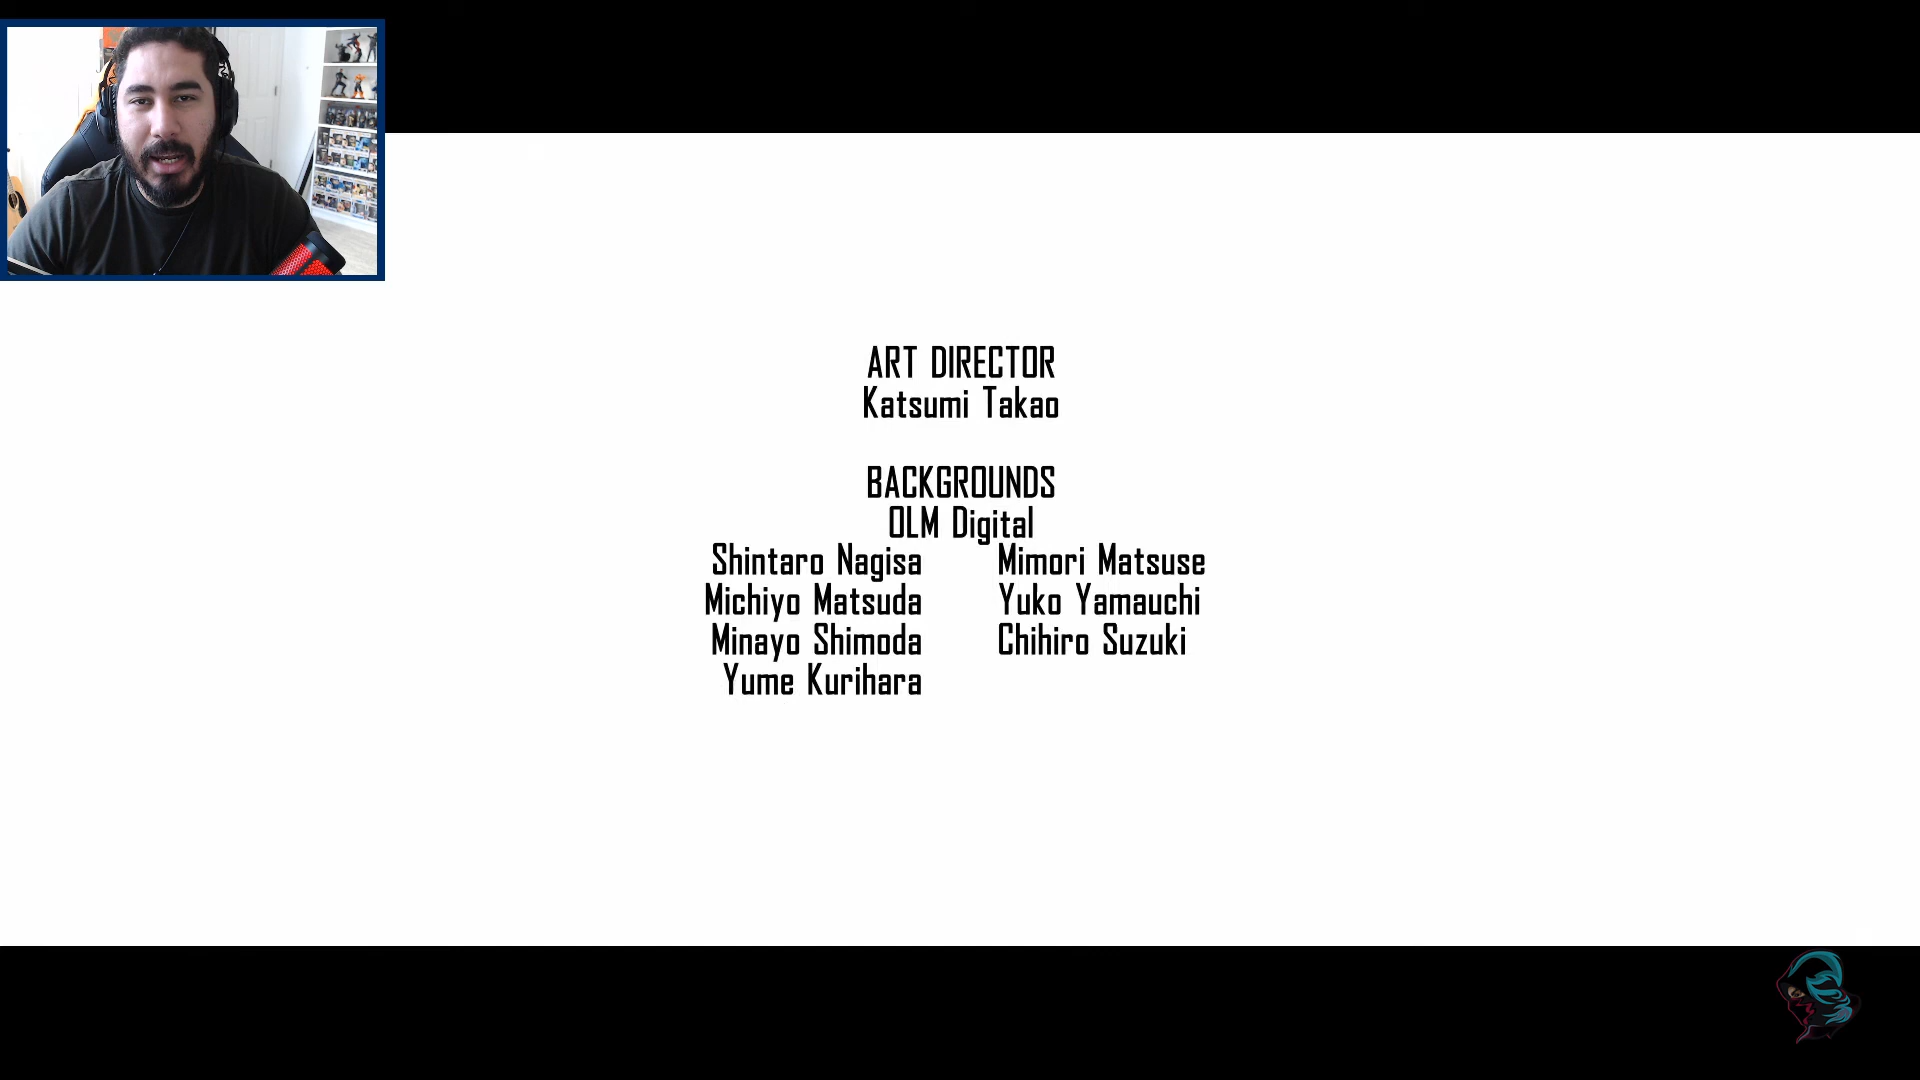 ART DIRECTOR
Katsumi Takao
BACKGROUNDS
OLM Digital
Shintaro Nagisa Mimori Matsuse
Michiyo Matsuda Yuko Yamauchi
Minayo Shimoda Chihiro Suzuki
Yume Kurihara